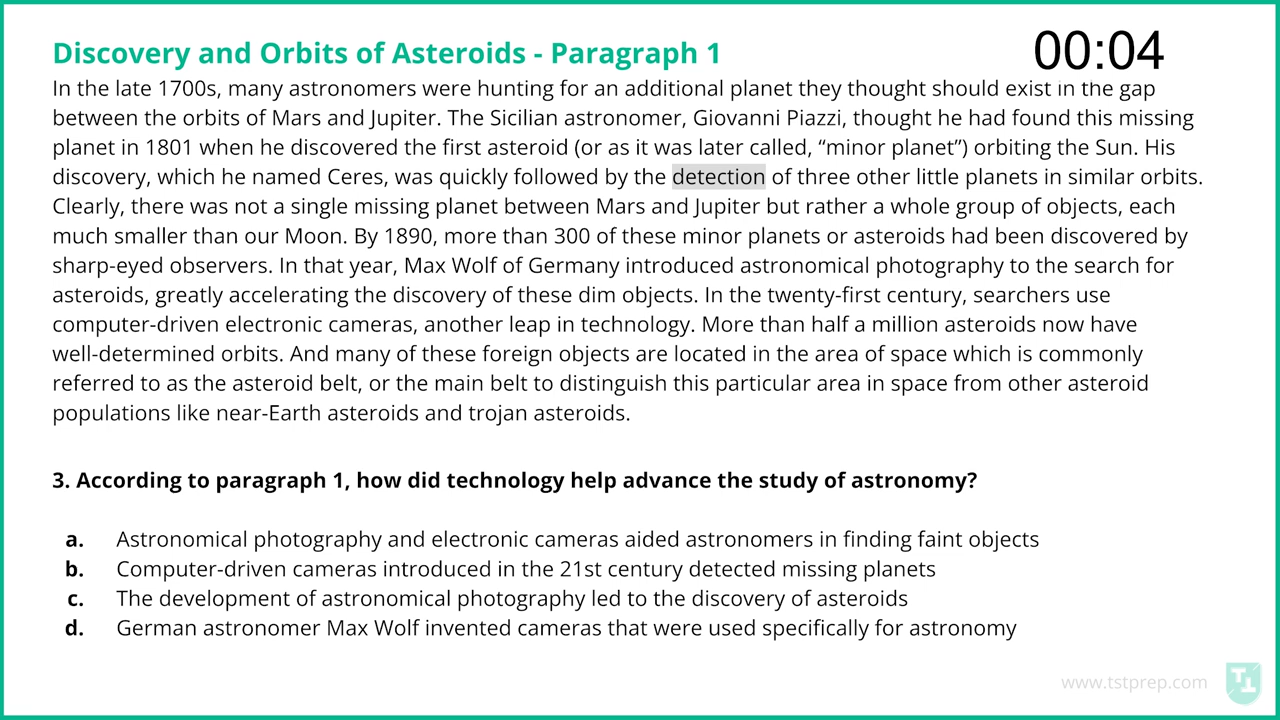 Discovery and Orbits of Asteroids - Paragraph 1
00:04
In the late 1700s, many astronomers were hunting for an additional planet they thought should exist in the gap
between the orbits of Mars and Jupiter. The Sicilian astronomer, Giovanni Piazzi, thought he had found this missing
planet in 1801 when he discovered the first asteroid (or as it was later called, “minor planet”) orbiting the Sun. His
discovery, which he named Ceres, was quickly followed by the detection of three other little planets in similar orbits.
Clearly, there was not a single missing planet between Mars and Jupiter but rather a whole group of objects, each
much smaller than our Moon. By 1890, more than 300 of these minor planets or asteroids had been discovered by
sharp-eyed observers. In that year, Max Wolf of Germany introduced astronomical photography to the search for
asteroids, greatly accelerating the discovery of these dim objects. In the twenty-first century, searchers use
computer-driven electronic cameras, another leap in technology. More than half a million asteroids now have
well-determined orbits. And many of these foreign objects are located in the area of space which is commonly
referred to as the asteroid belt, or the main belt to distinguish this particular area in space from other asteroid
populations like near-Earth asteroids and trojan asteroids.
3. According to paragraph 1, how did technology help advance the study of astronomy?
a. Astronomical photography and electronic cameras aided astronomers in finding faint objects
b. Computer-driven cameras introduced in the 21st century detected missing planets
c. The development of astronomical photography led to the discovery of asteroids
d. German astronomer Max Wolf invented cameras that were used specifically for astronomy
www.tstprep.com